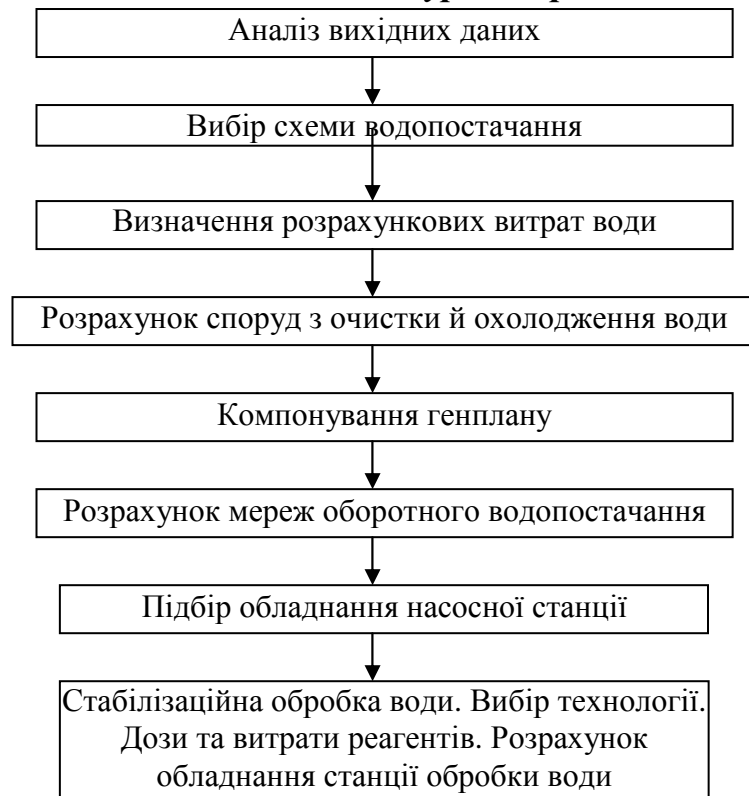 Аналіз вихідних даних
Вибір схеми водопостачання
Визначення розрахункових витрат води
Розрахунок споруд з очистки й охолодження води
Компонування генплану
Розрахунок мереж оборотного водопостачання
Підбір обладнання насосної станції
Стабілізаційна обробка води. Вибір технології.
Дози та витрати реагентів. Розрахунок
обладнання станції обробки води